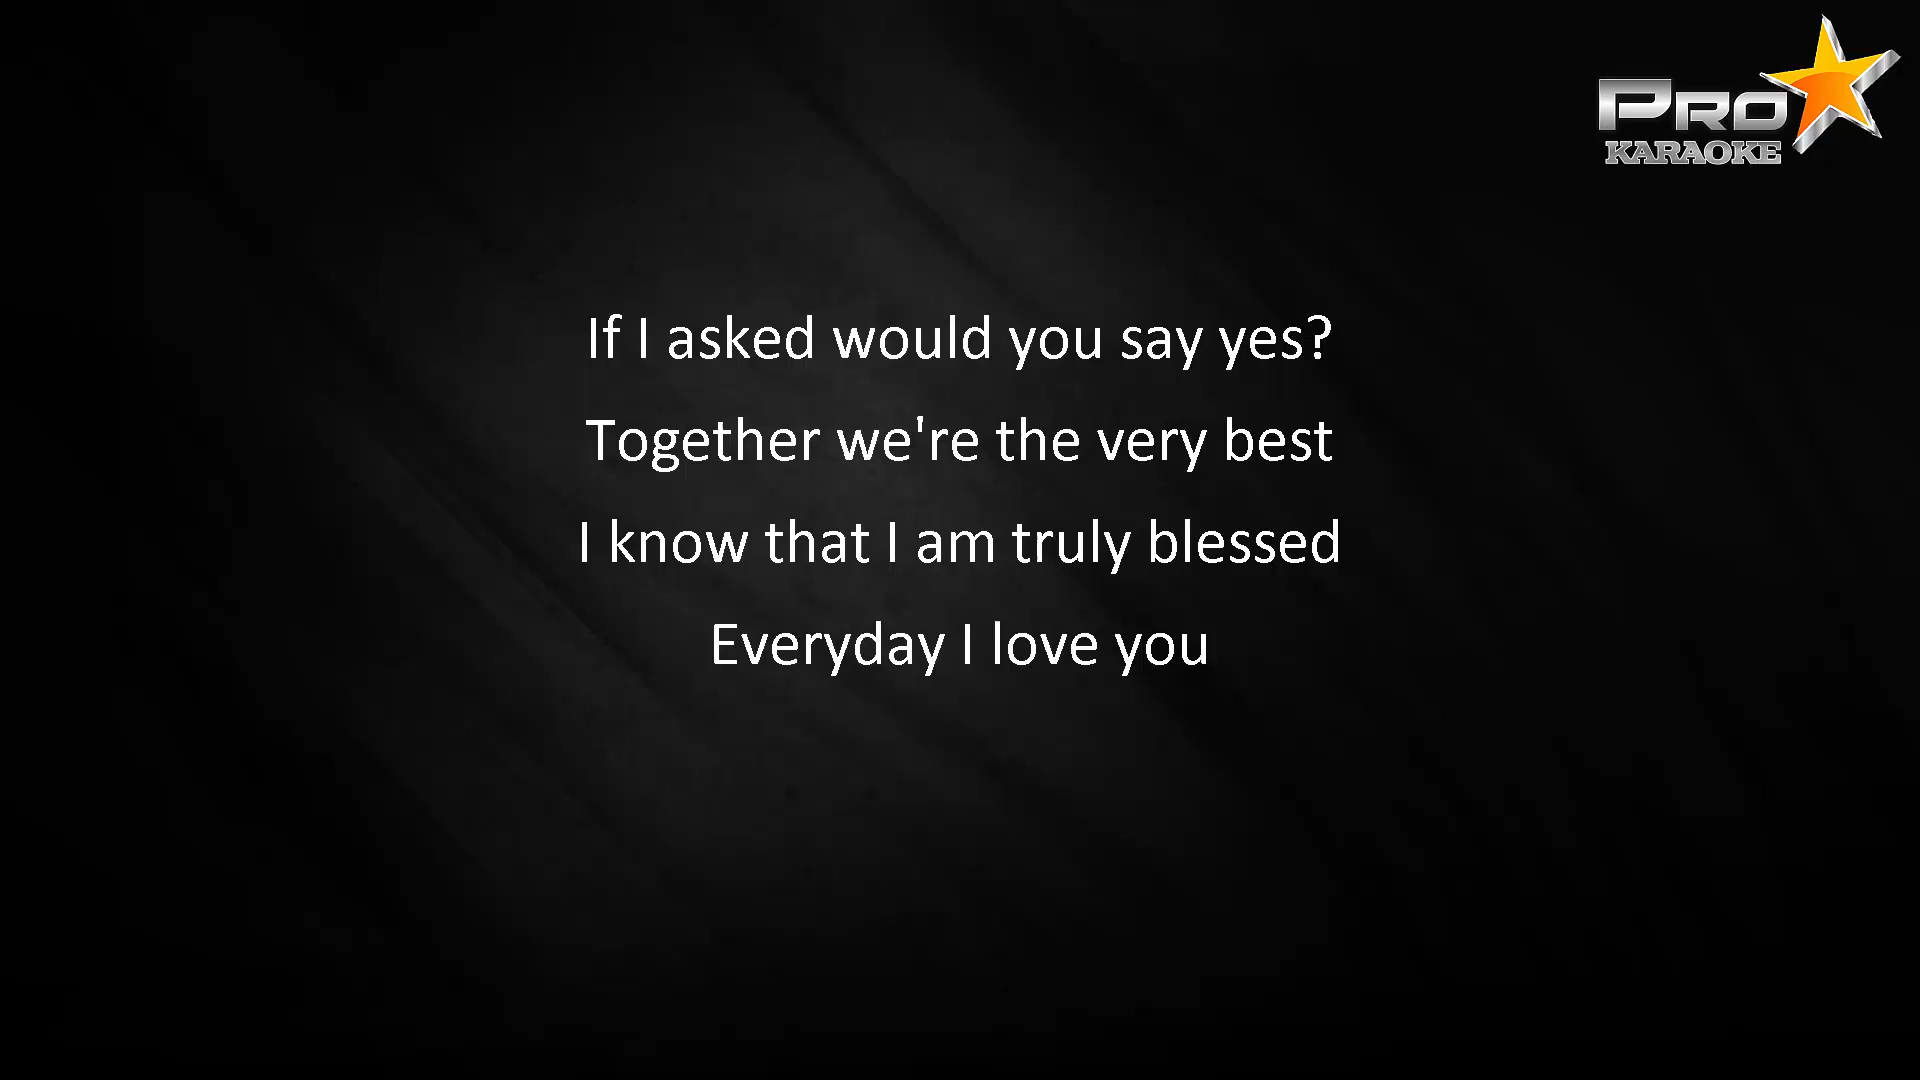 PRO
KARAOKE
If I asked would you say yes?
Together we're the very best
I know that I am truly blessed
Everyday I love you